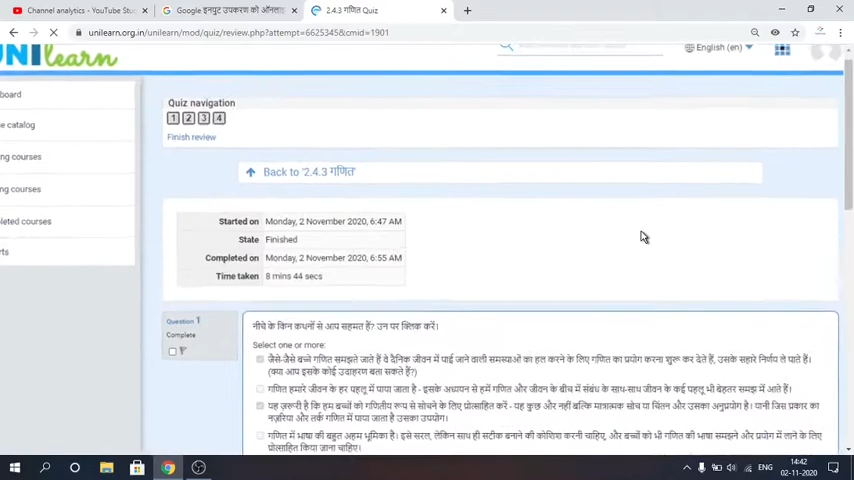 Channel analytics - YouTube Stu
Google इनपुट उपकरण को ऑनलाइ
2.4.3 गणित Quiz
unilearn.org.in/unilearn/mod/quiz/review.php?attempt=6625345&cmid=1901
UNIlearn
English (en)
board
e catalog
ng courses
ng courses
leted courses
rts
Quiz navigation
1 2 3 4
Finish review
Back to '2.4.3 गणित'
Started on Monday, 2 November 2020, 6:47 AM
State Finished
Completed on Monday, 2 November 2020, 6:55 AM
Time taken 8 mins 44 secs
Question 1
Complete
नीचे के किन कथनों से आप सहमत हैं? उन पर क्लिक करें।
Select one or more:
जैसे-जैसे बच्चे गणित समझते जाते हैं वे दैनिक जीवन में पाई जाने वाली समस्याओं का हल करने के लिए गणित का प्रयोग करना शुरू कर देते हैं, उसके सहारे निर्णय ले पाते हैं।
(क्या आप इसके कोई उदाहरण बता सकते हैं?)
गणित हमारे जीवन के हर पहलू में पाया जाता है - इसके अध्ययन से हमें गणित और जीवन के बीच में संबंध के साथ-साथ जीवन के कई पहलू भी बेहतर समझ में आते हैं।
यह ज़रूरी है कि हम बच्चों को गणितीय रूप से सोचने के लिए प्रोत्साहित करें - यह कुछ और नहीं बल्कि मात्रात्मक सोच या चिंतन और उसका अनुप्रयोग है। यानी जिस प्रकार का
नज़रिया और तर्क गणित में पाया जाता है उसका उपयोग।
गणित में भाषा की बहुत अहम भूमिका है। इसे सरल, लेकिन साथ ही सटीक बनाने की कोशिश करनी चाहिए, और बच्चों को भी गणित की भाषा समझने और प्रयोग में लाने के लिए
प्रोत्साहित किया जाना चाहिए।
ENG
14:42
02-11-2020